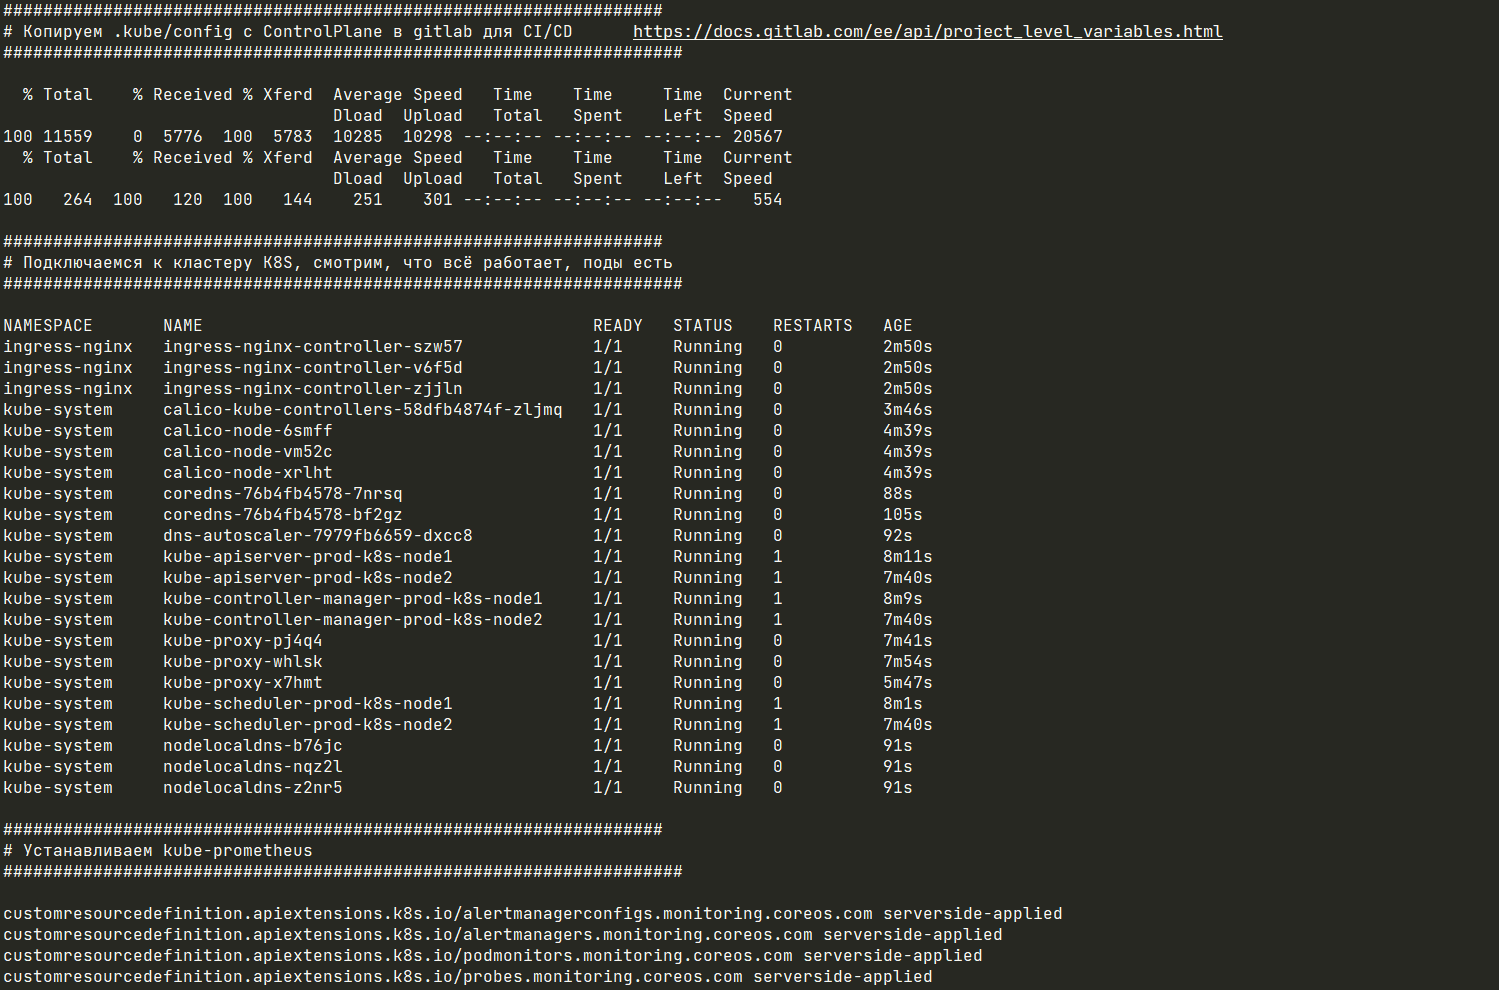 ##################################################################
# Копируем .kube/config с ControlPlane в gitlab для CI/CD      https://docs.gitlab.com/ee/api/project_level_variables.html
####################################################################
  % Total    % Received % Xferd  Average Speed   Time    Time     Time  Current
                                 Dload  Upload   Total   Spent    Left  Speed
100 11559    0  5776  100  5783  10285  10298 --:--:-- --:--:-- --:--:-- 20567
  % Total    % Received % Xferd  Average Speed   Time    Time     Time  Current
                                 Dload  Upload   Total   Spent    Left  Speed
100   264  100   120  100   144    251    301 --:--:-- --:--:-- --:--:--   554
##################################################################
# Подключаемся к кластеру K8S, смотрим, что всё работает, поды есть
####################################################################
NAMESPACE       NAME                                       READY   STATUS    RESTARTS   AGE
ingress-nginx   ingress-nginx-controller-szw57             1/1     Running   0          2m50s
ingress-nginx   ingress-nginx-controller-v6f5d             1/1     Running   0          2m50s
ingress-nginx   ingress-nginx-controller-zjjln             1/1     Running   0          2m50s
kube-system     calico-kube-controllers-58dfb4874f-zljmq   1/1     Running   0          3m46s
kube-system     calico-node-6smff                          1/1     Running   0          4m39s
kube-system     calico-node-vm52c                          1/1     Running   0          4m39s
kube-system     calico-node-xrlht                          1/1     Running   0          4m39s
kube-system     coredns-76b4fb4578-7nrsq                   1/1     Running   0          88s
kube-system     coredns-76b4fb4578-bf2gz                   1/1     Running   0          105s
kube-system     dns-autoscaler-7979fb6659-dxcc8            1/1     Running   0          92s
kube-system     kube-apiserver-prod-k8s-node1              1/1     Running   1          8m11s
kube-system     kube-apiserver-prod-k8s-node2              1/1     Running   1          7m40s
kube-system     kube-controller-manager-prod-k8s-node1     1/1     Running   1          8m9s
kube-system     kube-controller-manager-prod-k8s-node2     1/1     Running   1          7m40s
kube-system     kube-proxy-pj4q4                           1/1     Running   0          7m41s
kube-system     kube-proxy-whlsk                           1/1     Running   0          7m54s
kube-system     kube-proxy-x7hmt                           1/1     Running   0          5m47s
kube-system     kube-scheduler-prod-k8s-node1              1/1     Running   1          8m1s
kube-system     kube-scheduler-prod-k8s-node2              1/1     Running   1          7m40s
kube-system     nodelocaldns-b76jc                         1/1     Running   0          91s
kube-system     nodelocaldns-nqz2l                         1/1     Running   0          91s
kube-system     nodelocaldns-z2nr5                         1/1     Running   0          91s
##################################################################
# Устанавливаем kube-prometheus
####################################################################
customresourcedefinition.apiextensions.k8s.io/alertmanagerconfigs.monitoring.coreos.com serverside-applied
customresourcedefinition.apiextensions.k8s.io/alertmanagers.monitoring.coreos.com serverside-applied
customresourcedefinition.apiextensions.k8s.io/podmonitors.monitoring.coreos.com serverside-applied
customresourcedefinition.apiextensions.k8s.io/probes.monitoring.coreos.com serverside-applied